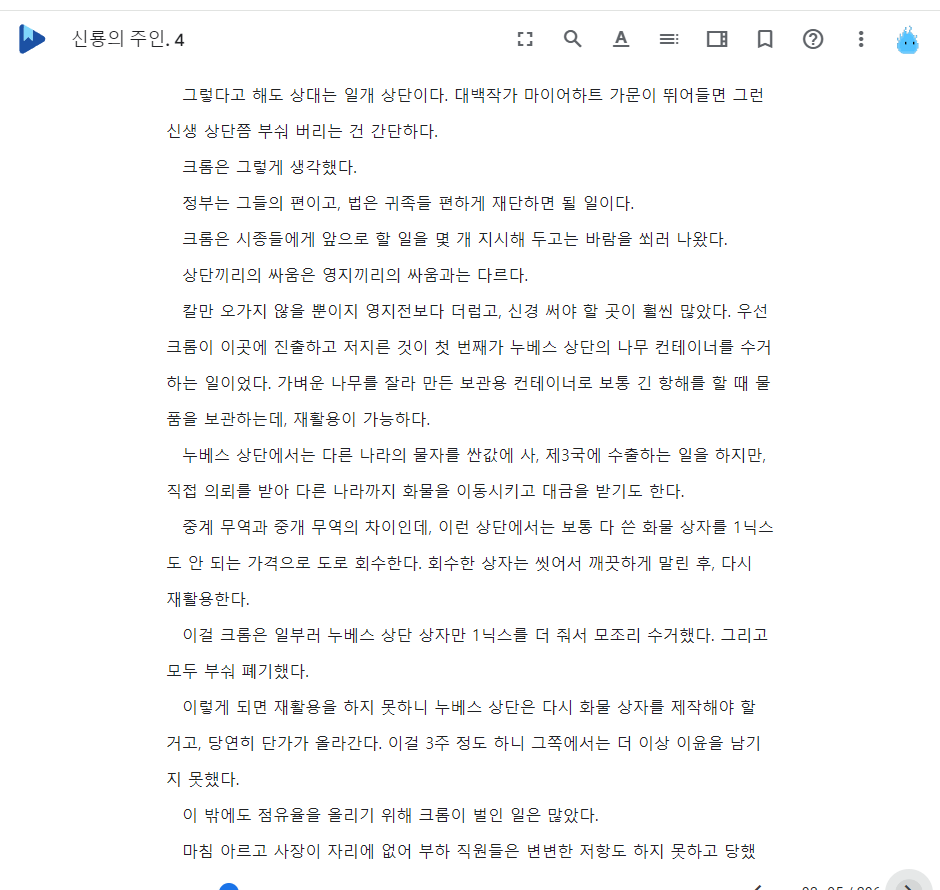 신룡의 주인. 4
그렇다고 해도 상대는 일개 상단이다. 대백작가 마이어하트 가문이 뛰어들면 그런
신생 상단쯤 부숴 버리는 건 간단하다.
크롬은 그렇게 생각했다.
정부는 그들의 편이고, 법은 귀족들 편하게 재단하면 될 일이다.
크롬은 시종들에게 앞으로 할 일을 몇 개 지시해 두고는 바람을 쐬러 나왔다.
상단끼리의 싸움은 영지끼리의 싸움과는 다르다.
칼만 오가지 않을 뿐이지 영지전보다 더럽고, 신경 써야 할 곳이 훨씬 많았다. 우선
크롬이 이곳에 진출하고 저지른 것이 첫 번째가 누베스 상단의 나무 컨테이너를 수거
하는 일이었다. 가벼운 나무를 잘라 만든 보관용 컨테이너로 보통 긴 항해를 할 때 물
품을 보관하는데, 재활용이 가능하다.
누베스 상단에서는 다른 나라의 물자를 싼값에 사, 제3국에 수출하는 일을 하지만,
직접 의뢰를 받아 다른 나라까지 화물을 이동시키고 대금을 받기도 한다.
중계 무역과 중개 무역의 차이인데, 이런 상단에서는 보통 다 쓴 화물 상자를 1닉스
도 안 되는 가격으로 도로 회수한다. 회수한 상자는 씻어서 깨끗하게 말린 후, 다시
재활용한다.
이걸 크롬은 일부러 누베스 상단 상자만 1닉스를 더 줘서 모조리 수거했다. 그리고
모두 부숴 폐기했다.
이렇게 되면 재활용을 하지 못하니 누베스 상단은 다시 화물 상자를 제작해야 할
거고, 당연히 단가가 올라간다. 이걸 3주 정도 하니 그쪽에서는 더 이상 이윤을 남기
지 못했다.
이 밖에도 점유율을 올리기 위해 크롬이 벌인 일은 많았다.
마침 아르고 사장이 자리에 없어 부하 직원들은 변변한 저항도 하지 못하고 당했